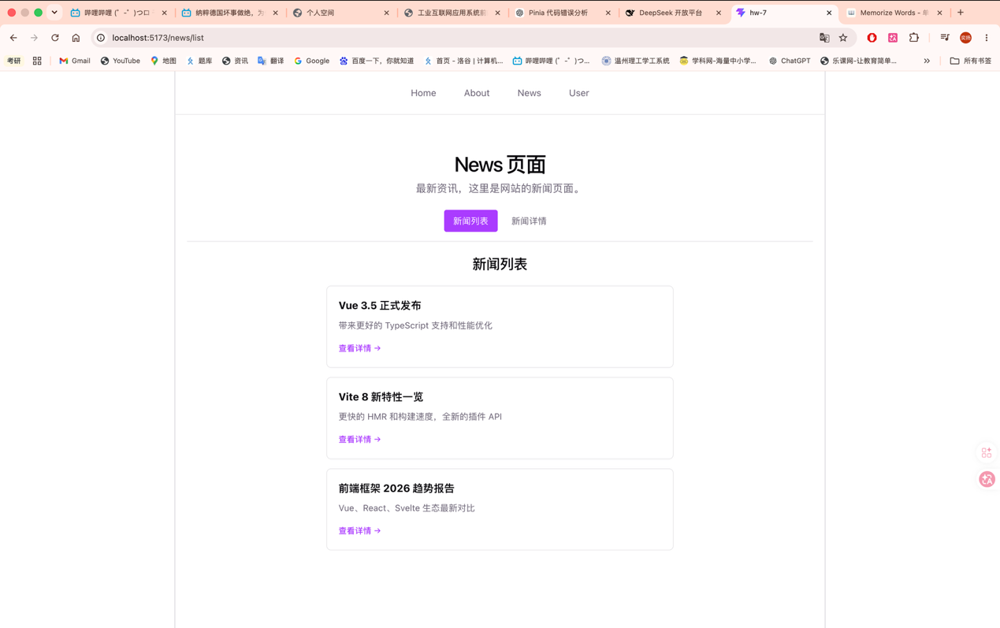 哔哩哔哩 (゜-゜)つロ
纳粹德国坏事做绝，为
个人空间
工业互联网应用系统前
Pinia 代码错误分析
DeepSeek 开放平台
hw-7
Memorize Words - 单
localhost:5173/news/list
英扬
考研
Gmail
YouTube
地图
题库
资讯
翻译
Google
百度一下，你就知道
首页 - 洛谷 | 计算机...
哔哩哔哩 (゜-゜)つ...
温州理工学工系统
学科网-海量中小学...
ChatGPT
乐课网-让教育简单...
所有书签
Home
About
News
User
News 页面
最新资讯，这里是网站的新闻页面。
新闻列表
新闻详情
新闻列表
Vue 3.5 正式发布
带来更好的 TypeScript 支持和性能优化
查看详情 →
Vite 8 新特性一览
更快的 HMR 和构建速度，全新的插件 API
查看详情 →
前端框架 2026 趋势报告
Vue、React、Svelte 生态最新对比
查看详情 →